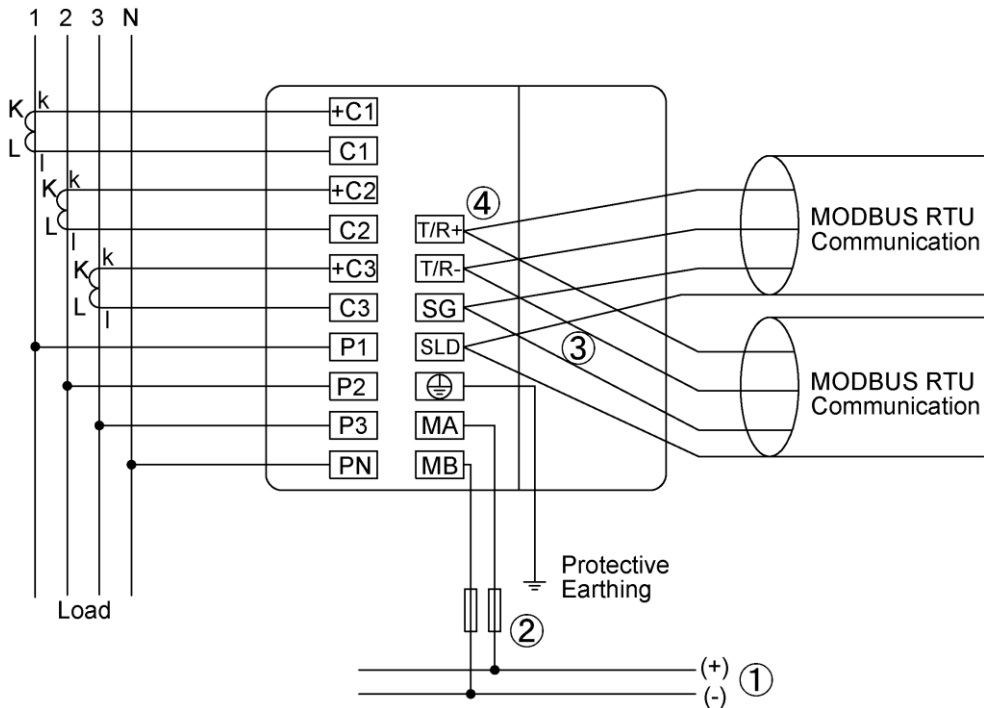 1 2 3 N
K k
L l
K k
L l
K k
L l
+C1
C1
+C2
C2
+C3
C3
P1
P2
P3
PN
④
T/R+
T/R-
SG
SLD
MA
MB
③
MODBUS RTU
Communication
MODBUS RTU
Communication
Protective
Earthing
Load
②
(+)
(-)
①